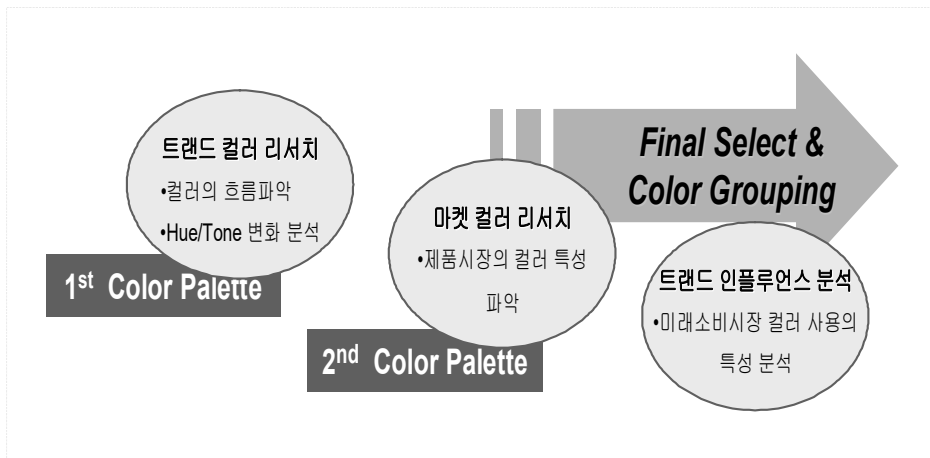 트랜드 컬러 리서치
•컬러의 흐름파악
•Hue/Tone 변화 분석
1st Color Palette
마켓 컬러 리서치
•제품시장의 컬러 특성
파악
2nd Color Palette
Final Select &
Color Grouping
트랜드 인플루언스 분석
•미래소비시장 컬러 사용의
특성 분석